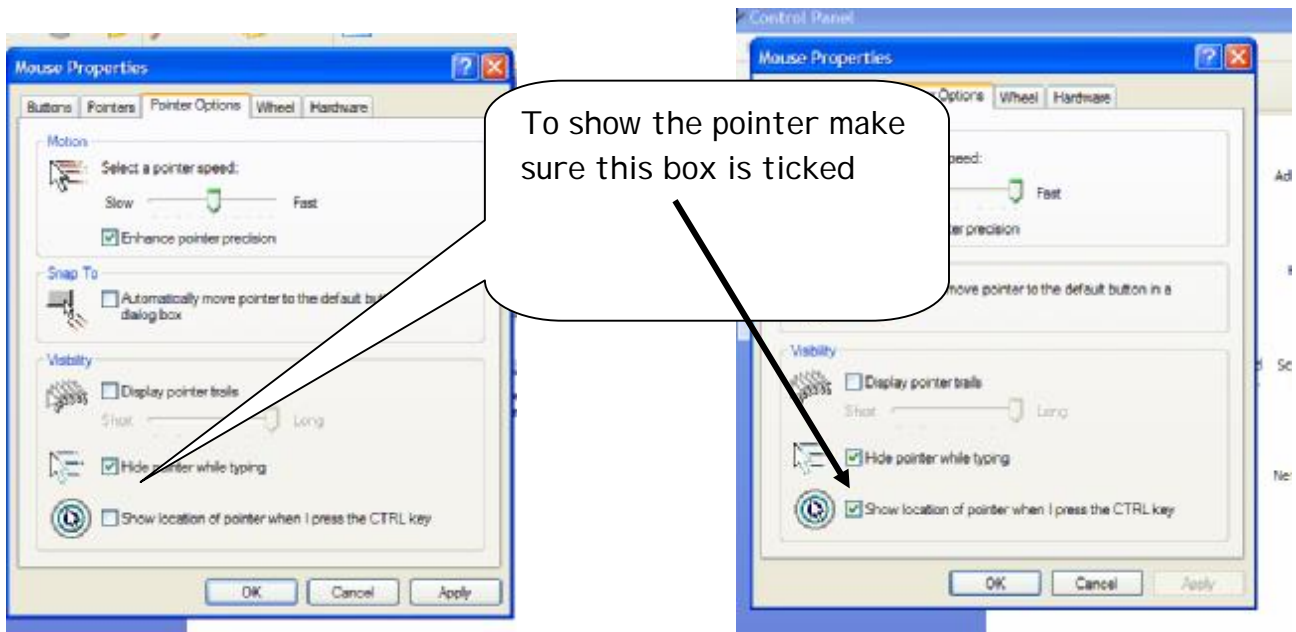 Mouse Properties
Buttons Pointers Pointer Options Wheel Hardware
Motion
Select a pointer speed:
Slow Fast
Enhance pointer precision
Snap To
Automatically move pointer to the default
dialog box
Visibility
Display pointer trails
Short Long
Hide pointer while typing
Show location of pointer when I press the CTRL key
OK Cancel Apply
To show the pointer make
sure this box is ticked
Control Panel
Mouse Properties
Options Wheel Hardware
Fast
precision
move pointer to the default button in a
Visibility
Display pointer trails
Short Long
Hide pointer while typing
Show location of pointer when I press the CTRL key
OK Cancel Apply